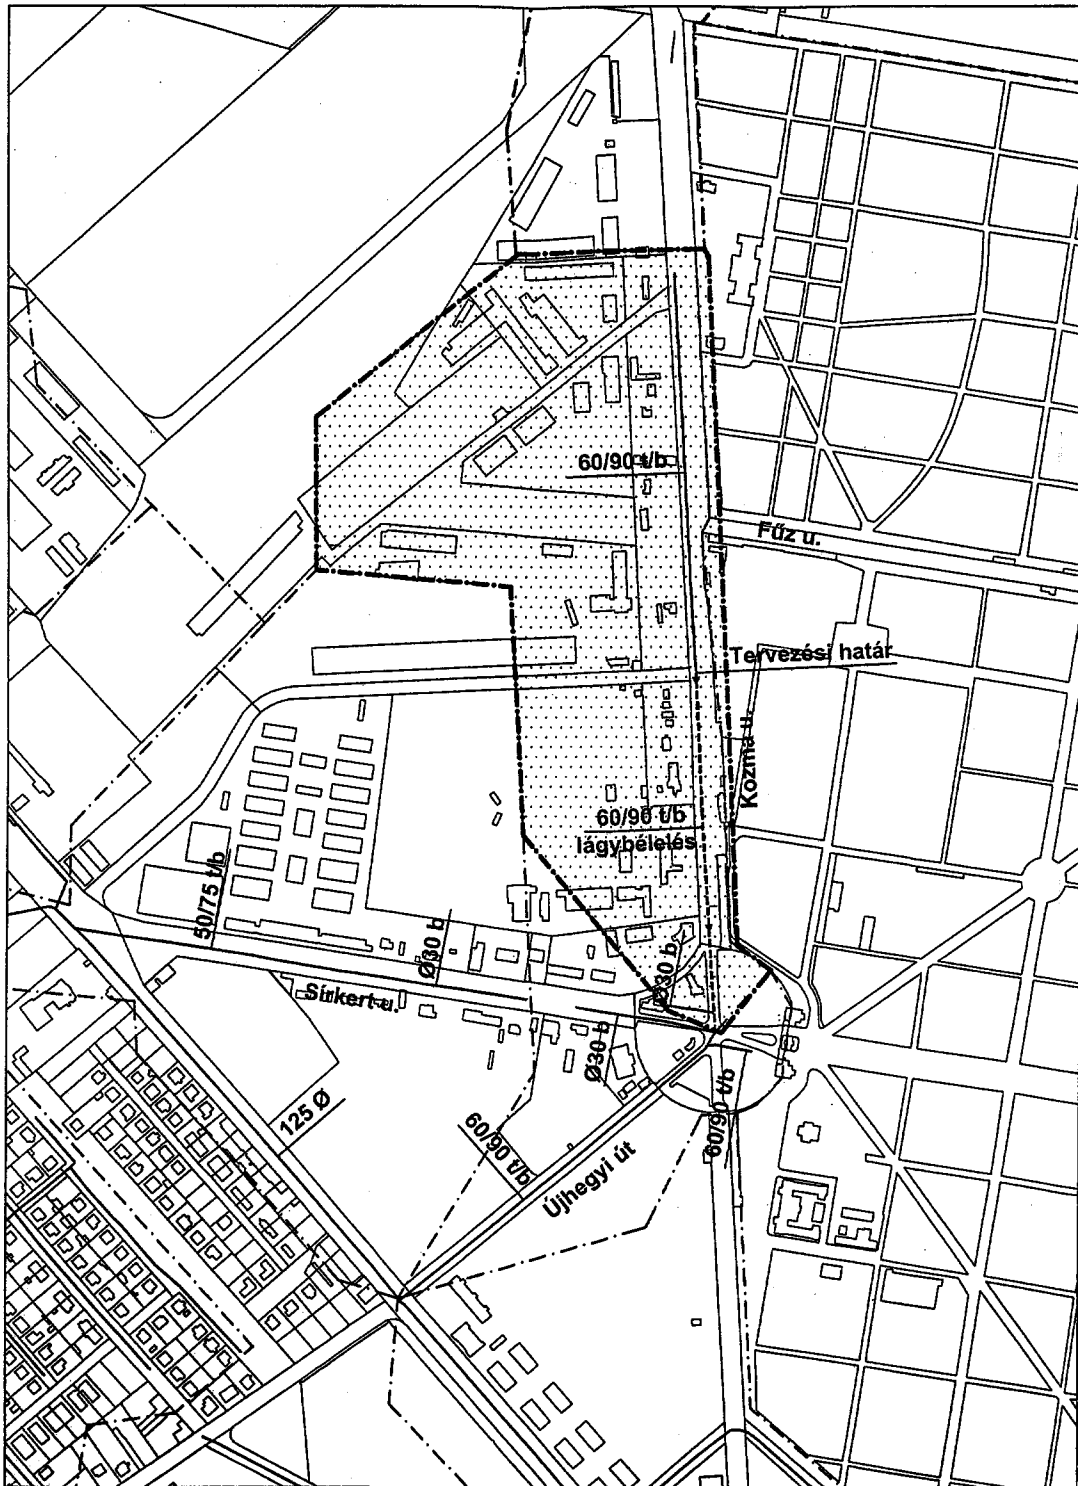 60/90 t/b
Fűz u.
Tervezési határ
Kozma u.
60/90 t/b
lágybélelés
50/75 t/b
Ø30 b
Ø30 b
Sírkert u.
Ø30 b
125 Ø
60/90 t/b
60/90 t/b
Újhegyi út